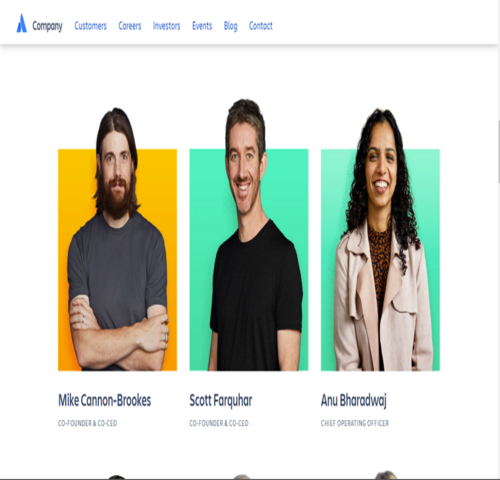 Company Customers Careers Investors Events Blog Contact
Mike Cannon-Brookes Scott Farquhar Anu Bharadwaj
CO-FOUNDER & CO-CEO CO-FOUNDER & CO-CEO CHIEF OPERATING OFFICER